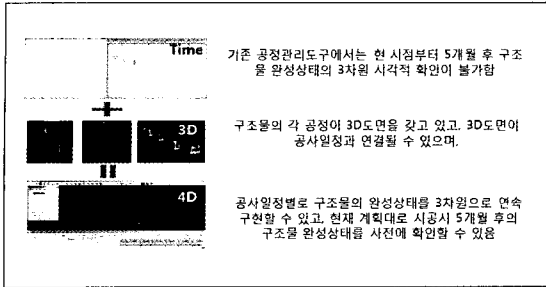 Time
기존 공정관리도구에서는 현 시점부터 5개월 후 구조
물 완성상태의 3차원 시각적 확인이 불가함
3D
구조물의 각 공정이 3D도면을 갖고 있고, 3D도면이
공사일정과 연결될 수 있으며,
4D
공사일정별로 구조물의 완성상태를 3차원으로 연속
구현할 수 있고, 현재 계획대로 시공시 5개월 후의
구조물 완성상태를 사전에 확인할 수 있음